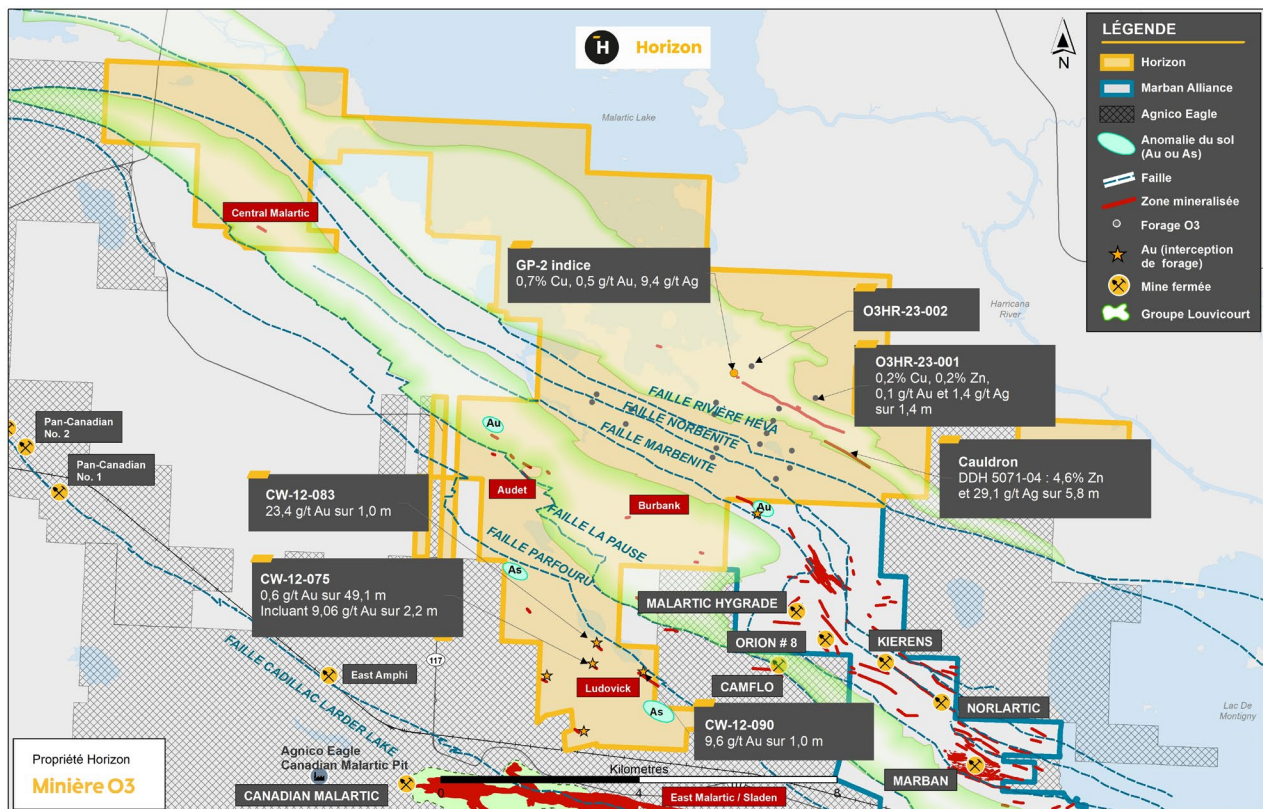 H Horizon
N
LÉGENDE
Horizon
Marban Alliance
Agnico Eagle
Anomalie du sol
(Au ou As)
Faille
Zone mineralisée
Forage O3
Au (interception
de forage)
Mine fermée
Groupe Louvicourt
Malartic Lake
Harricana
River
Central Malartic
GP-2 indice
0,7% Cu, 0,5 g/t Au, 9,4 g/t Ag
O3HR-23-002
O3HR-23-001
0,2% Cu, 0,2% Zn,
0,1 g/t Au et 1,4 g/t Ag
sur 1,4 m
FAILLE RIVIÈRE HÉVA
FAILLE NORBENITE
FAILLE MARBENITE
Cauldron
DDH 5071-04 : 4,6% Zn
et 29,1 g/t Ag sur 5,8 m
Pan-Canadian
No. 2
Pan-Canadian
No. 1
Au
Audet
Burbank
Au
CW-12-083
23,4 g/t Au sur 1,0 m
FAILLE LA PAUSE
FAILLE PARFOURU
As
CW-12-075
0,6 g/t Au sur 49,1 m
Incluant 9,06 g/t Au sur 2,2 m
MALARTIC HYGRADE
ORION # 8
KIERENS
CAMFLO
117
East Amphi
Ludovick
As
NORLARTIC
CW-12-090
9,6 g/t Au sur 1,0 m
FAILLE CADILLAC LARDER LAKE
Lac De
Montigny
Propriété Horizon
Minière O3
Agnico Eagle
Canadian Malartic Pit
CANADIAN MALARTIC
Kilometres
0 4 8
East Malartic / Sladen
MARBAN